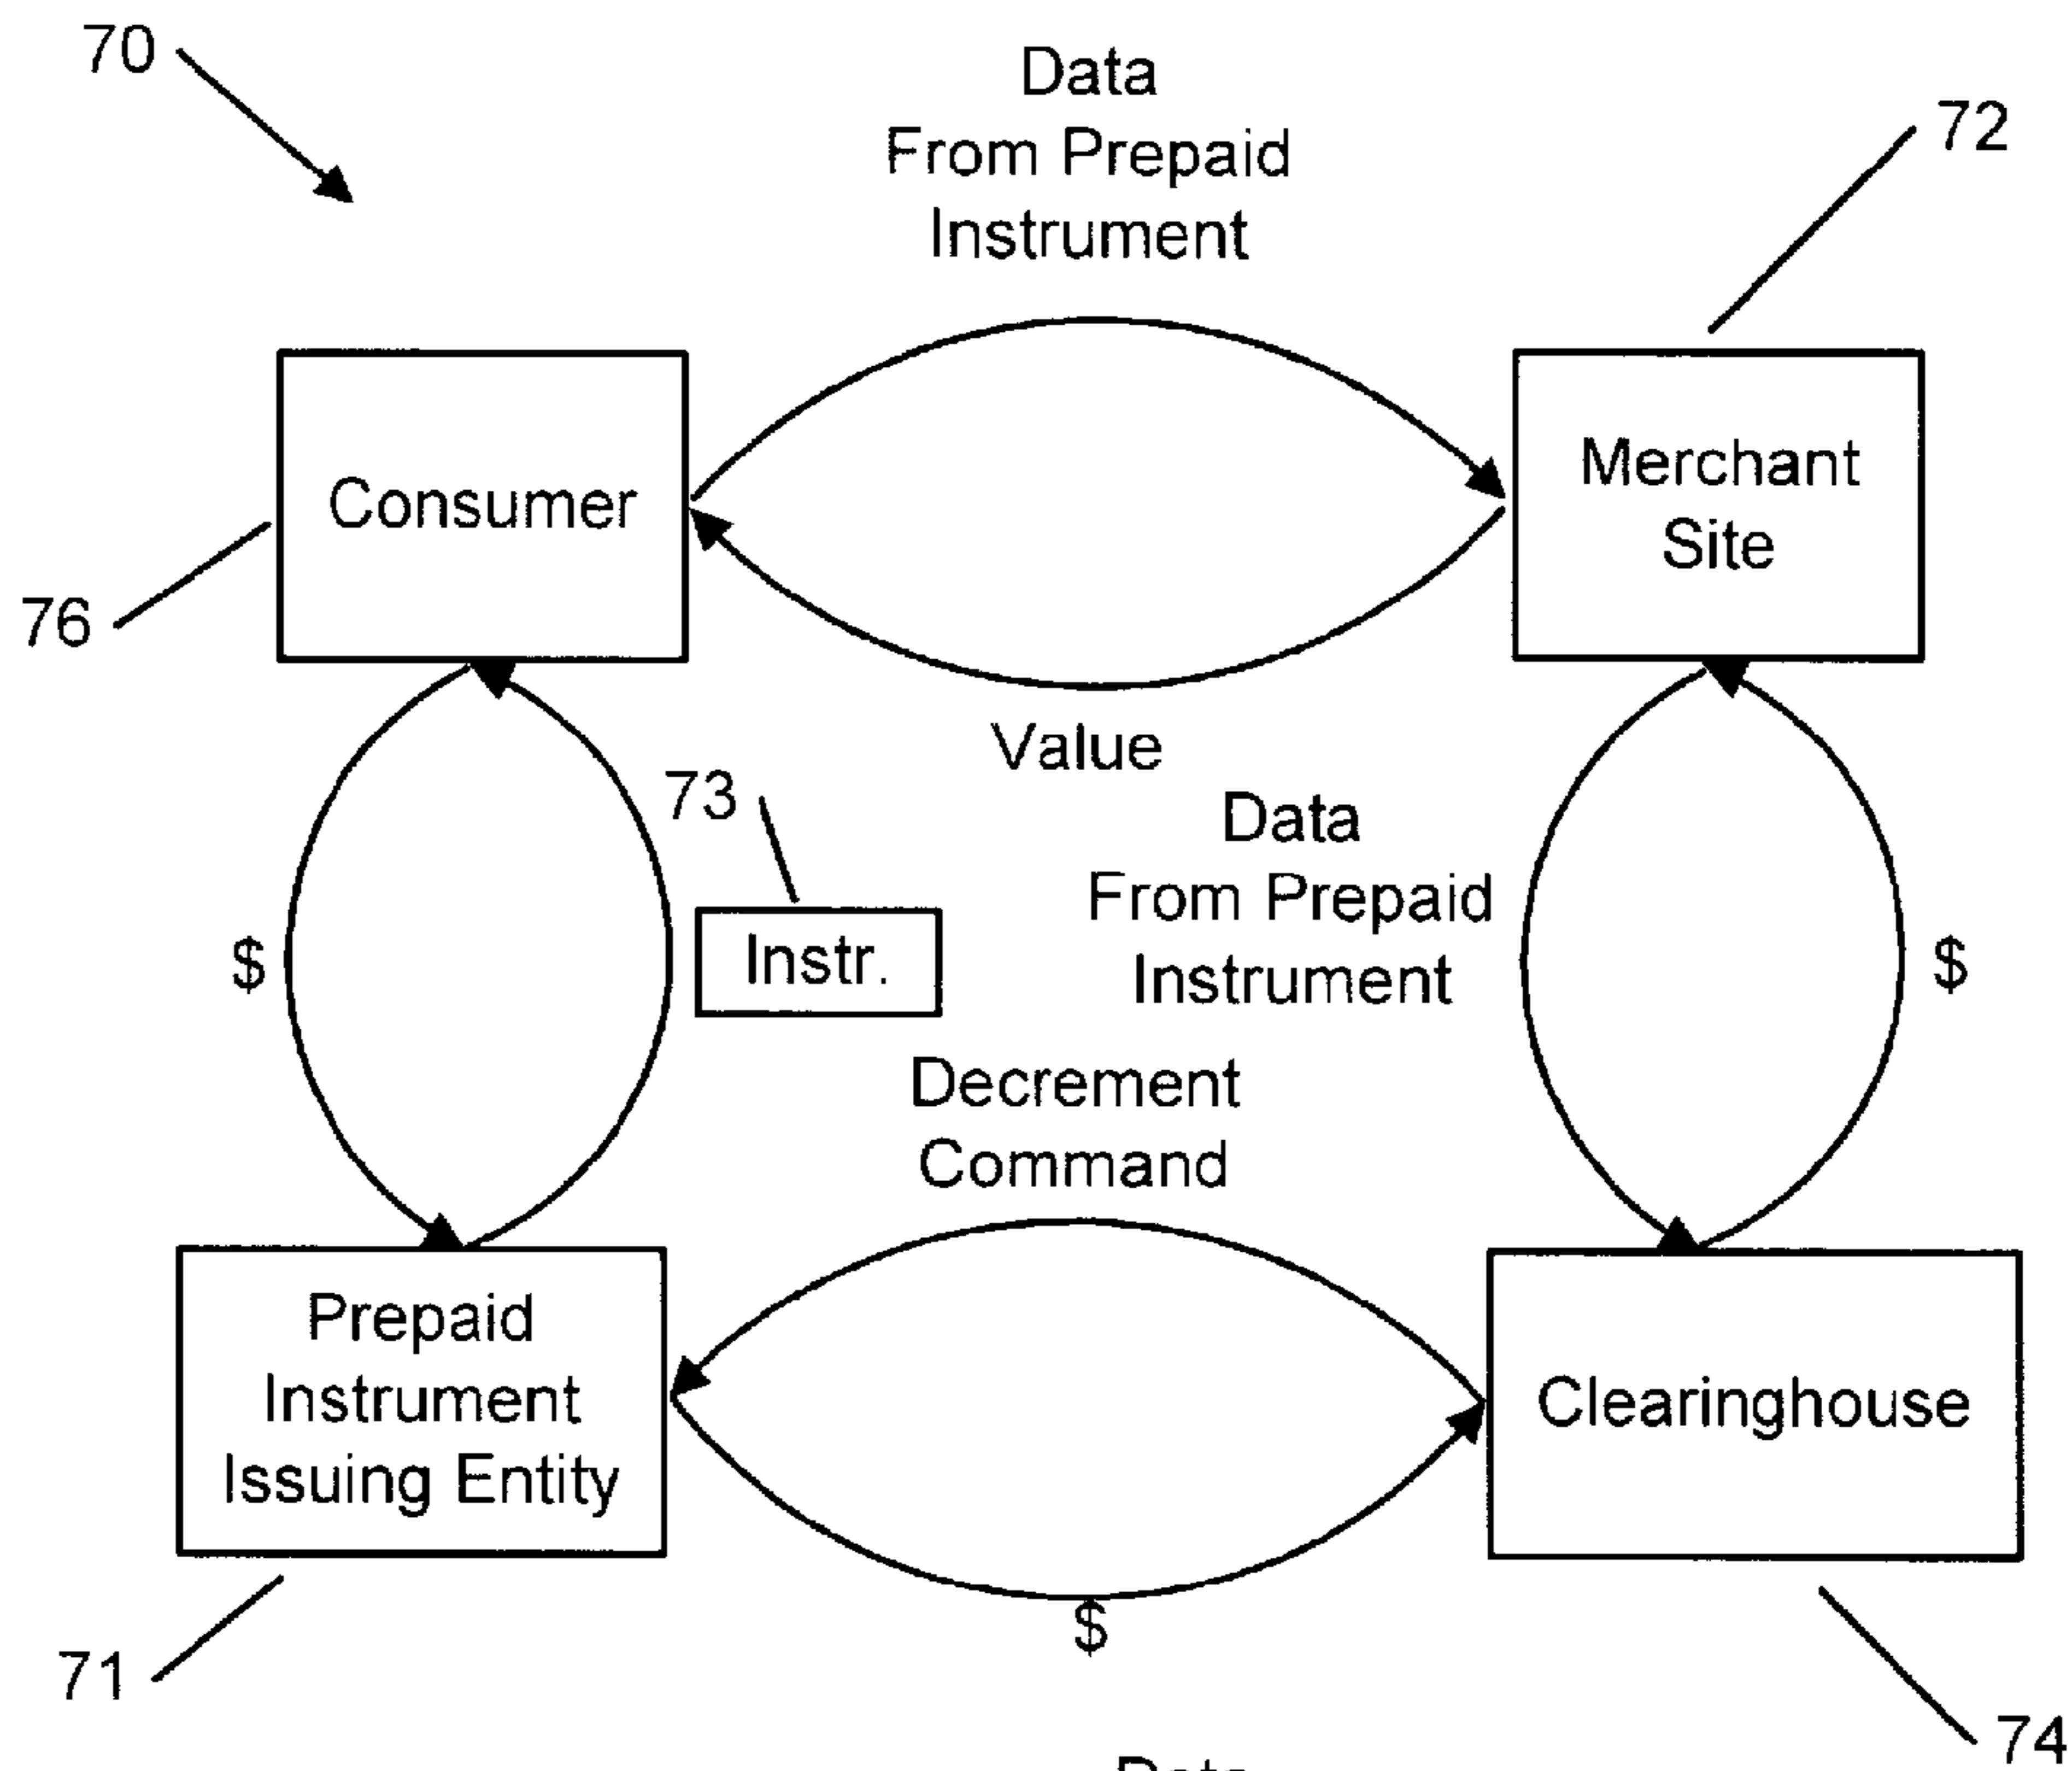 70
Data
From Prepaid
Instrument
72
Consumer
Merchant
Site
76
Value
73
Data
From Prepaid
Instrument
$
Instr.
$
Decrement
Command
Prepaid
Instrument
Issuing Entity
Clearinghouse
$
71
74